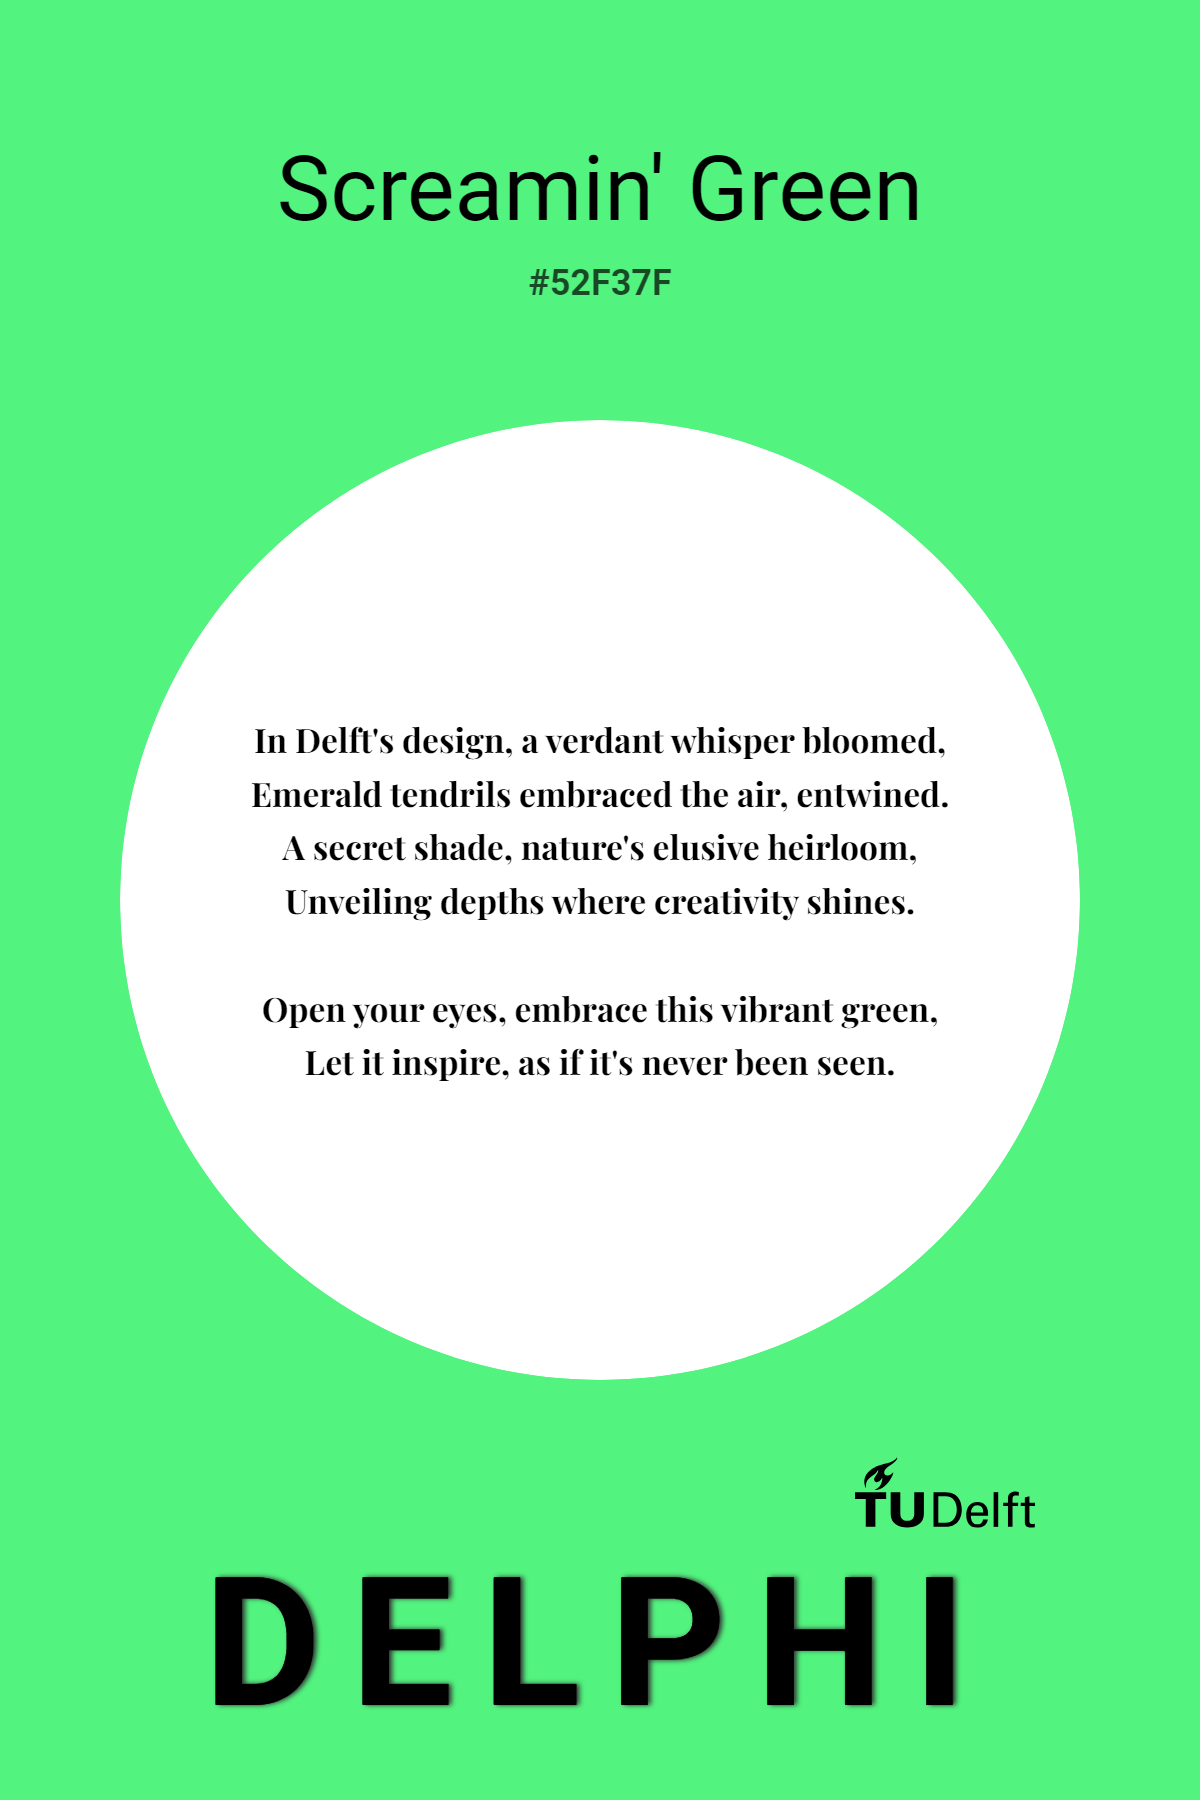 Screamin' Green
#52F37F
In Delft's design, a verdant whisper bloomed,
Emerald tendrils embraced the air, entwined.
A secret shade, nature's elusive heirloom,
Unveiling depths where creativity shines.
Open your eyes, embrace this vibrant green,
Let it inspire, as if it's never been seen.
TUDelft
DELPHI